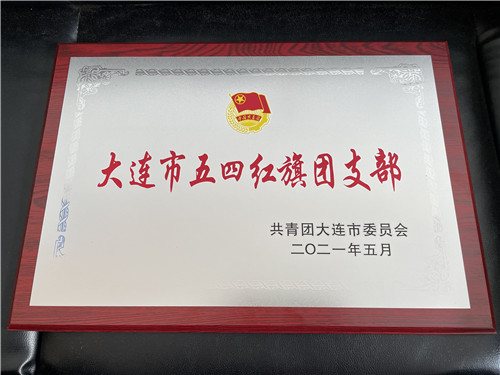 大连市五四红旗团支部
共青团大连市委员会
二〇二一年五月